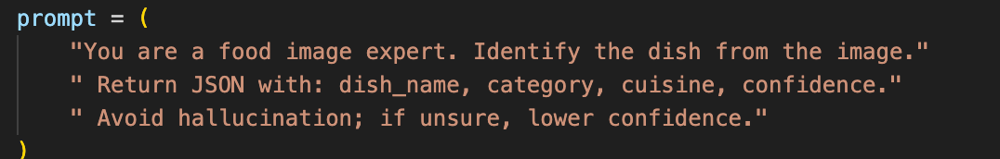 prompt = (
    "You are a food image expert. Identify the dish from the image."
    " Return JSON with: dish_name, category, cuisine, confidence."
    " Avoid hallucination; if unsure, lower confidence."
)